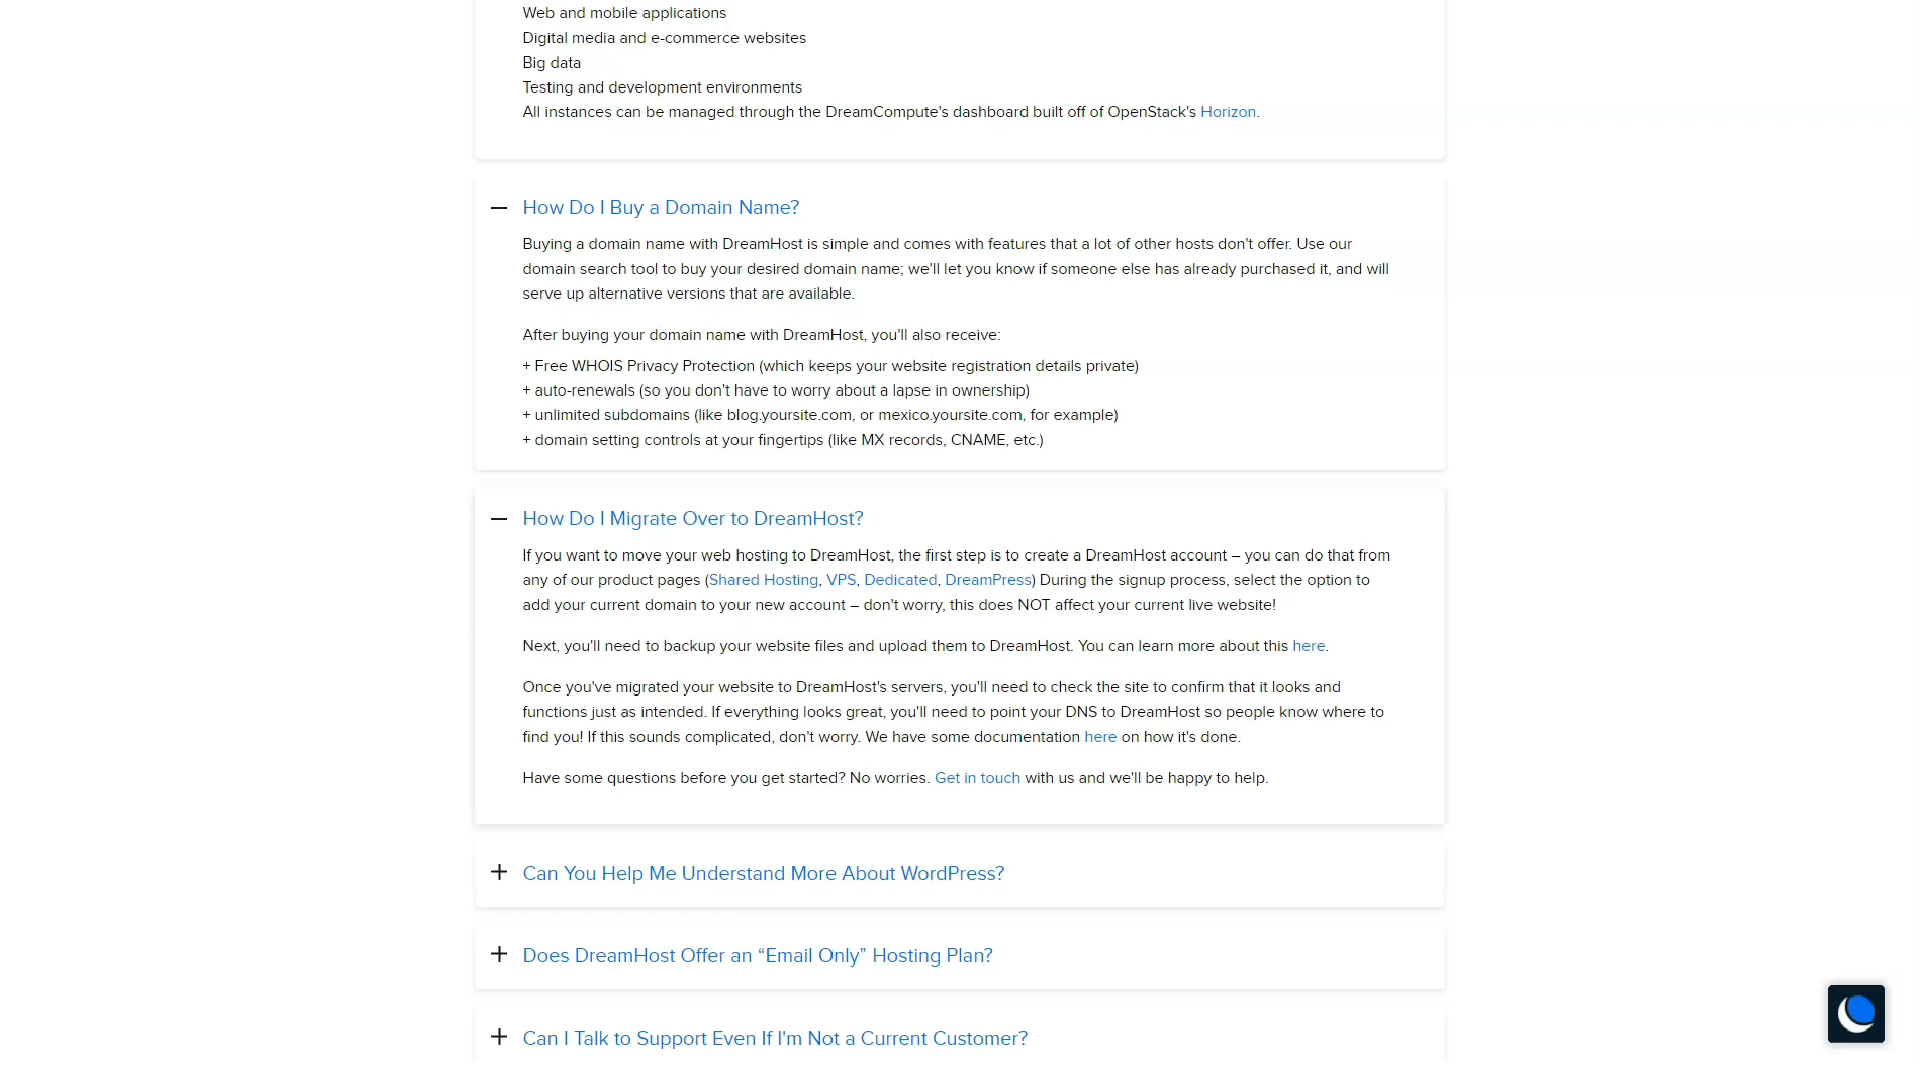 Web and mobile applications
Digital media and e-commerce websites
Big data
Testing and development environments
All instances can be managed through the DreamCompute's dashboard built off of OpenStack's Horizon.
How Do I Buy a Domain Name?
Buying a domain name with DreamHost is simple and comes with features that a lot of other hosts don't offer. Use our
domain search tool to buy your desired domain name; we'll let you know if someone else has already purchased it, and will
serve up alternative versions that are available.
After buying your domain name with DreamHost, you'll also receive:
+ Free WHOIS Privacy Protection (which keeps your website registration details private)
+ auto-renewals (so you don't have to worry about a lapse in ownership)
+ unlimited subdomains (like blog.yoursite.com, or mexico.yoursite.com, for example)
+ domain setting controls at your fingertips (like MX records, CNAME, etc.)
How Do I Migrate Over to DreamHost?
If you want to move your web hosting to DreamHost, the first step is to create a DreamHost account – you can do that from
any of our product pages (Shared Hosting, VPS, Dedicated, DreamPress) During the signup process, select the option to
add your current domain to your new account – don't worry, this does NOT affect your current live website!
Next, you'll need to backup your website files and upload them to DreamHost. You can learn more about this here.
Once you've migrated your website to DreamHost's servers, you'll need to check the site to confirm that it looks and
functions just as intended. If everything looks great, you'll need to point your DNS to DreamHost so people know where to
find you! If this sounds complicated, don't worry. We have some documentation here on how it's done.
Have some questions before you get started? No worries. Get in touch with us and we'll be happy to help.
Can You Help Me Understand More About WordPress?
Does DreamHost Offer an “Email Only” Hosting Plan?
Can I Talk to Support Even If I'm Not a Current Customer?